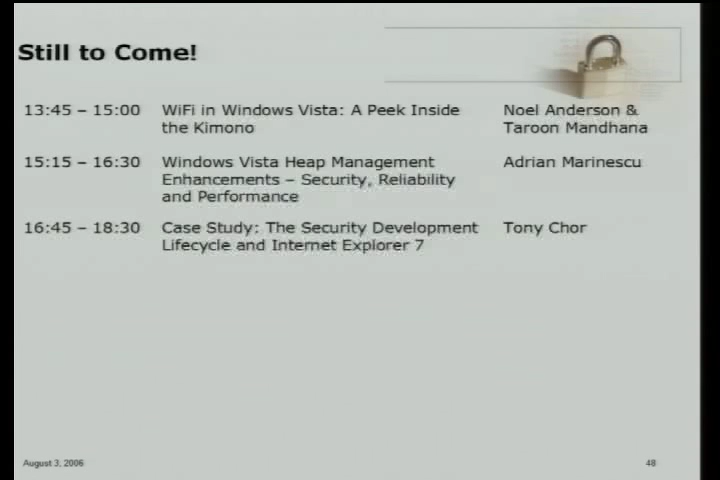 Still to Come!
13:45 – 15:00 WiFi in Windows Vista: A Peek Inside the Kimono Noel Anderson & Taroon Mandhana
15:15 – 16:30 Windows Vista Heap Management Enhancements – Security, Reliability and Performance Adrian Marinescu
16:45 – 18:30 Case Study: The Security Development Lifecycle and Internet Explorer 7 Tony Chor
August 3, 2006 48